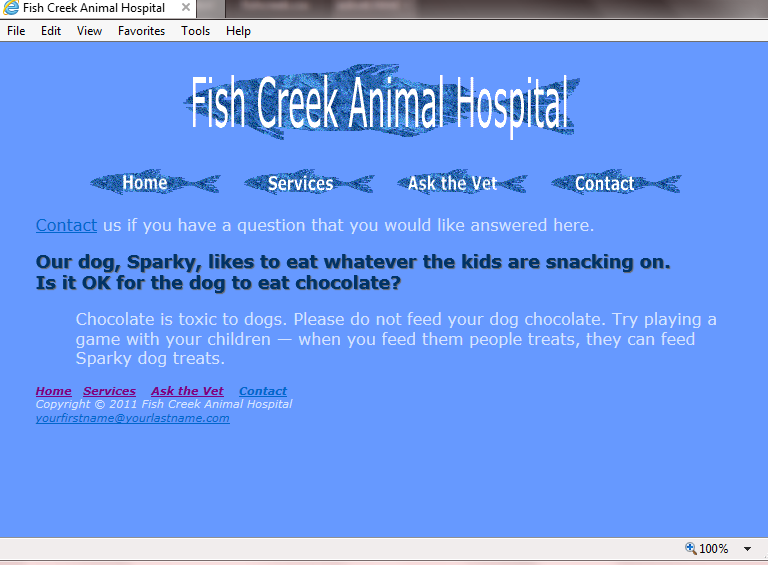 Fish Creek Animal Hospital
File Edit View Favorites Tools Help
Fish Creek Animal Hospital
Home Services Ask the Vet Contact
Contact us if you have a question that you would like answered here.
Our dog, Sparky, likes to eat whatever the kids are snacking on.
Is it OK for the dog to eat chocolate?
Chocolate is toxic to dogs. Please do not feed your dog chocolate. Try playing a
game with your children — when you feed them people treats, they can feed
Sparky dog treats.
Home Services Ask the Vet Contact
Copyright © 2011 Fish Creek Animal Hospital
yourfirstname@yourlastname.com
100%